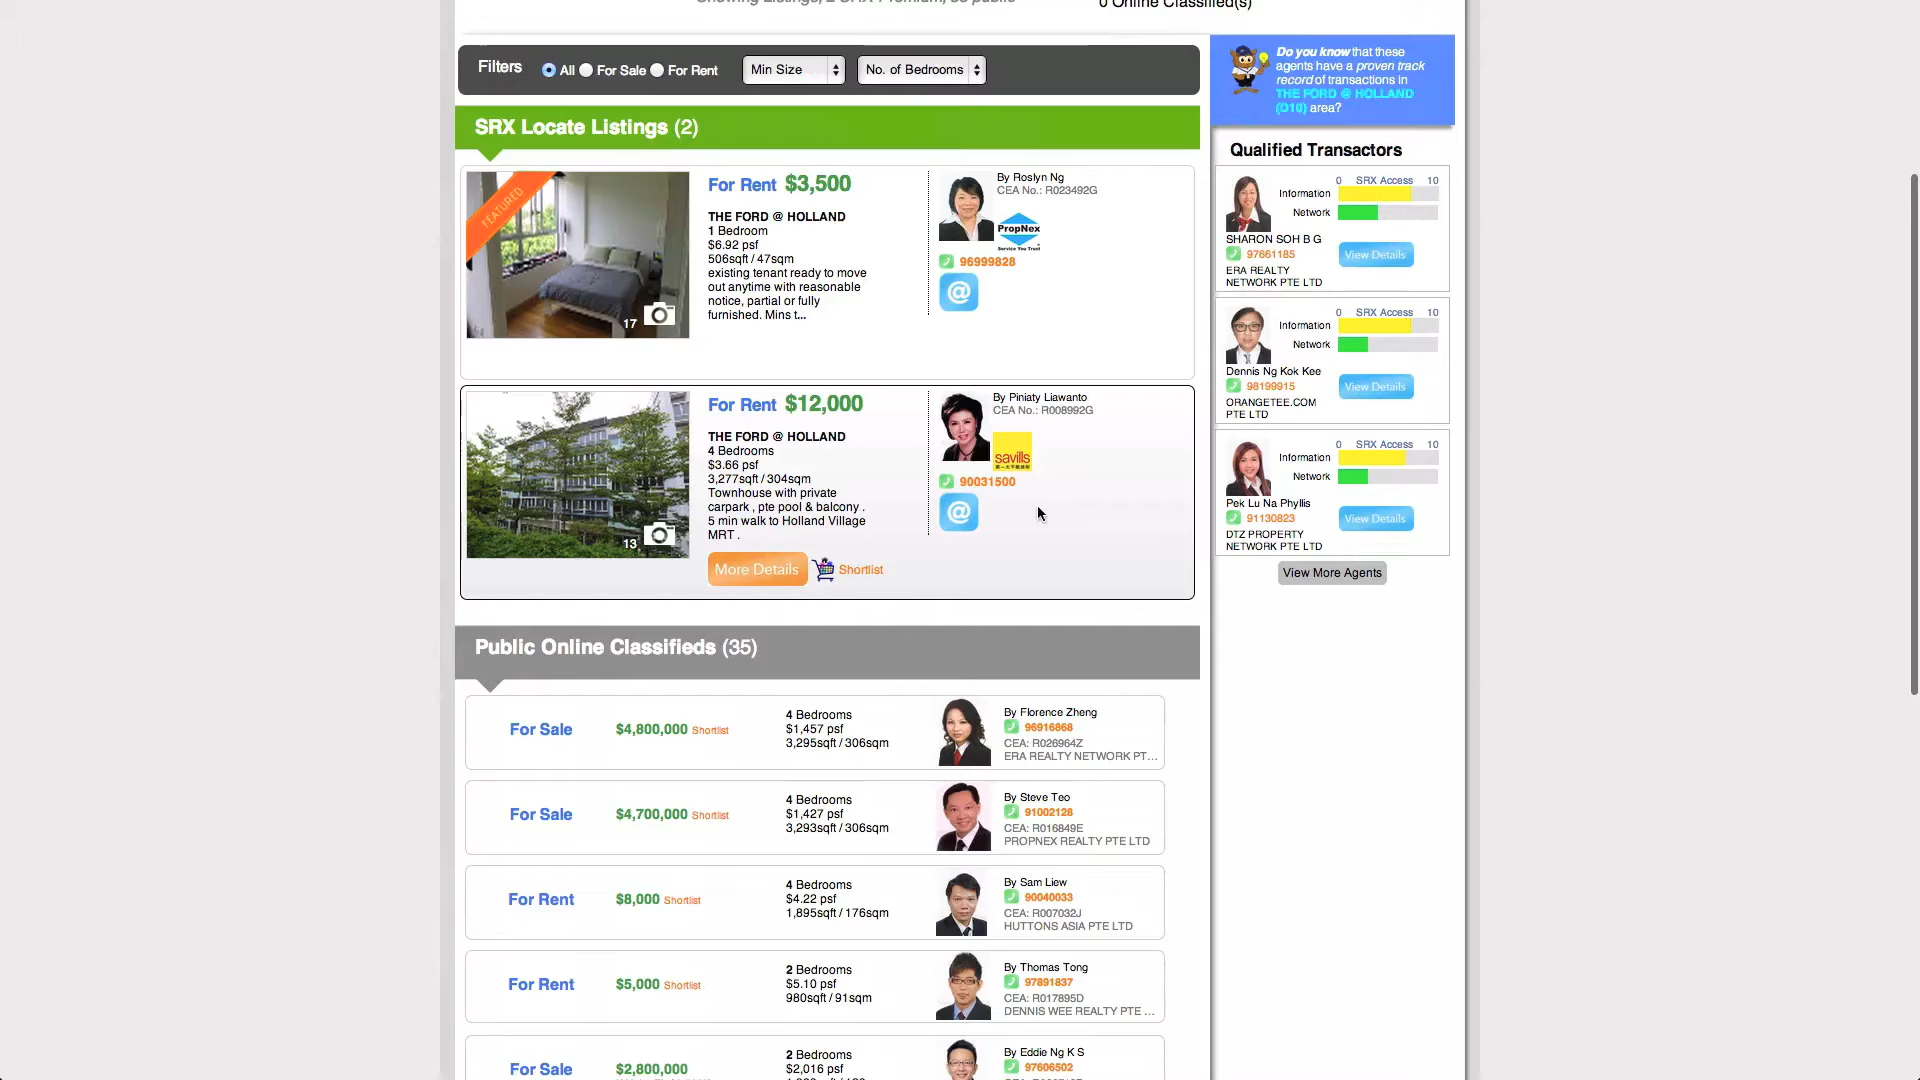 Showing Listings, 2 SRX Premium, 35 public
0 Online Classified(s)
Filters
All
For Sale
For Rent
Min Size
No. of Bedrooms
SRX Locate Listings (2)
FEATURED
17
For Rent $3,500
THE FORD @ HOLLAND
1 Bedroom
$6.92 psf
506sqft / 47sqm
existing tenant ready to move
out anytime with reasonable
notice, partial or fully
furnished. Mins t...
By Roslyn Ng
CEA No.: R023492G
PropNex
Service You Trust
96999828
@
13
For Rent $12,000
THE FORD @ HOLLAND
4 Bedrooms
$3.66 psf
3,277sqft / 304sqm
Townhouse with private
carpark , pte pool & balcony .
5 min walk to Holland Village
MRT .
More Details
Shortlist
By Piniaty Liawanto
CEA No.: R008992G
savills
90031500
@
Public Online Classifieds (35)
For Sale
$4,800,000 Shortlist
4 Bedrooms
$1,457 psf
3,295sqft / 306sqm
By Florence Zheng
96916868
CEA: R026964Z
ERA REALTY NETWORK PT...
For Sale
$4,700,000 Shortlist
4 Bedrooms
$1,427 psf
3,293sqft / 306sqm
By Steve Teo
91002128
CEA: R016849E
PROPNEX REALTY PTE LTD
For Rent
$8,000 Shortlist
4 Bedrooms
$4.22 psf
1,895sqft / 176sqm
By Sam Liew
90040033
CEA: R007032J
HUTTONS ASIA PTE LTD
For Rent
$5,000 Shortlist
2 Bedrooms
$5.10 psf
980sqft / 91sqm
By Thomas Tong
97891837
CEA: R017895D
DENNIS WEE REALTY PTE ...
For Sale
$2,800,000
2 Bedrooms
$2,016 psf
By Eddie Ng K S
97606502
Do you know that these
agents have a proven track
record of transactions in
THE FORD @ HOLLAND
(D10) area?
Qualified Transactors
0 SRX Access 10
Information
Network
SHARON SOH B G
97661185
ERA REALTY
NETWORK PTE LTD
View Details
0 SRX Access 10
Information
Network
Dennis Ng Kok Kee
98199915
ORANGETEE.COM
PTE LTD
View Details
0 SRX Access 10
Information
Network
Pek Lu Na Phyllis
91130823
DTZ PROPERTY
NETWORK PTE LTD
View Details
View More Agents